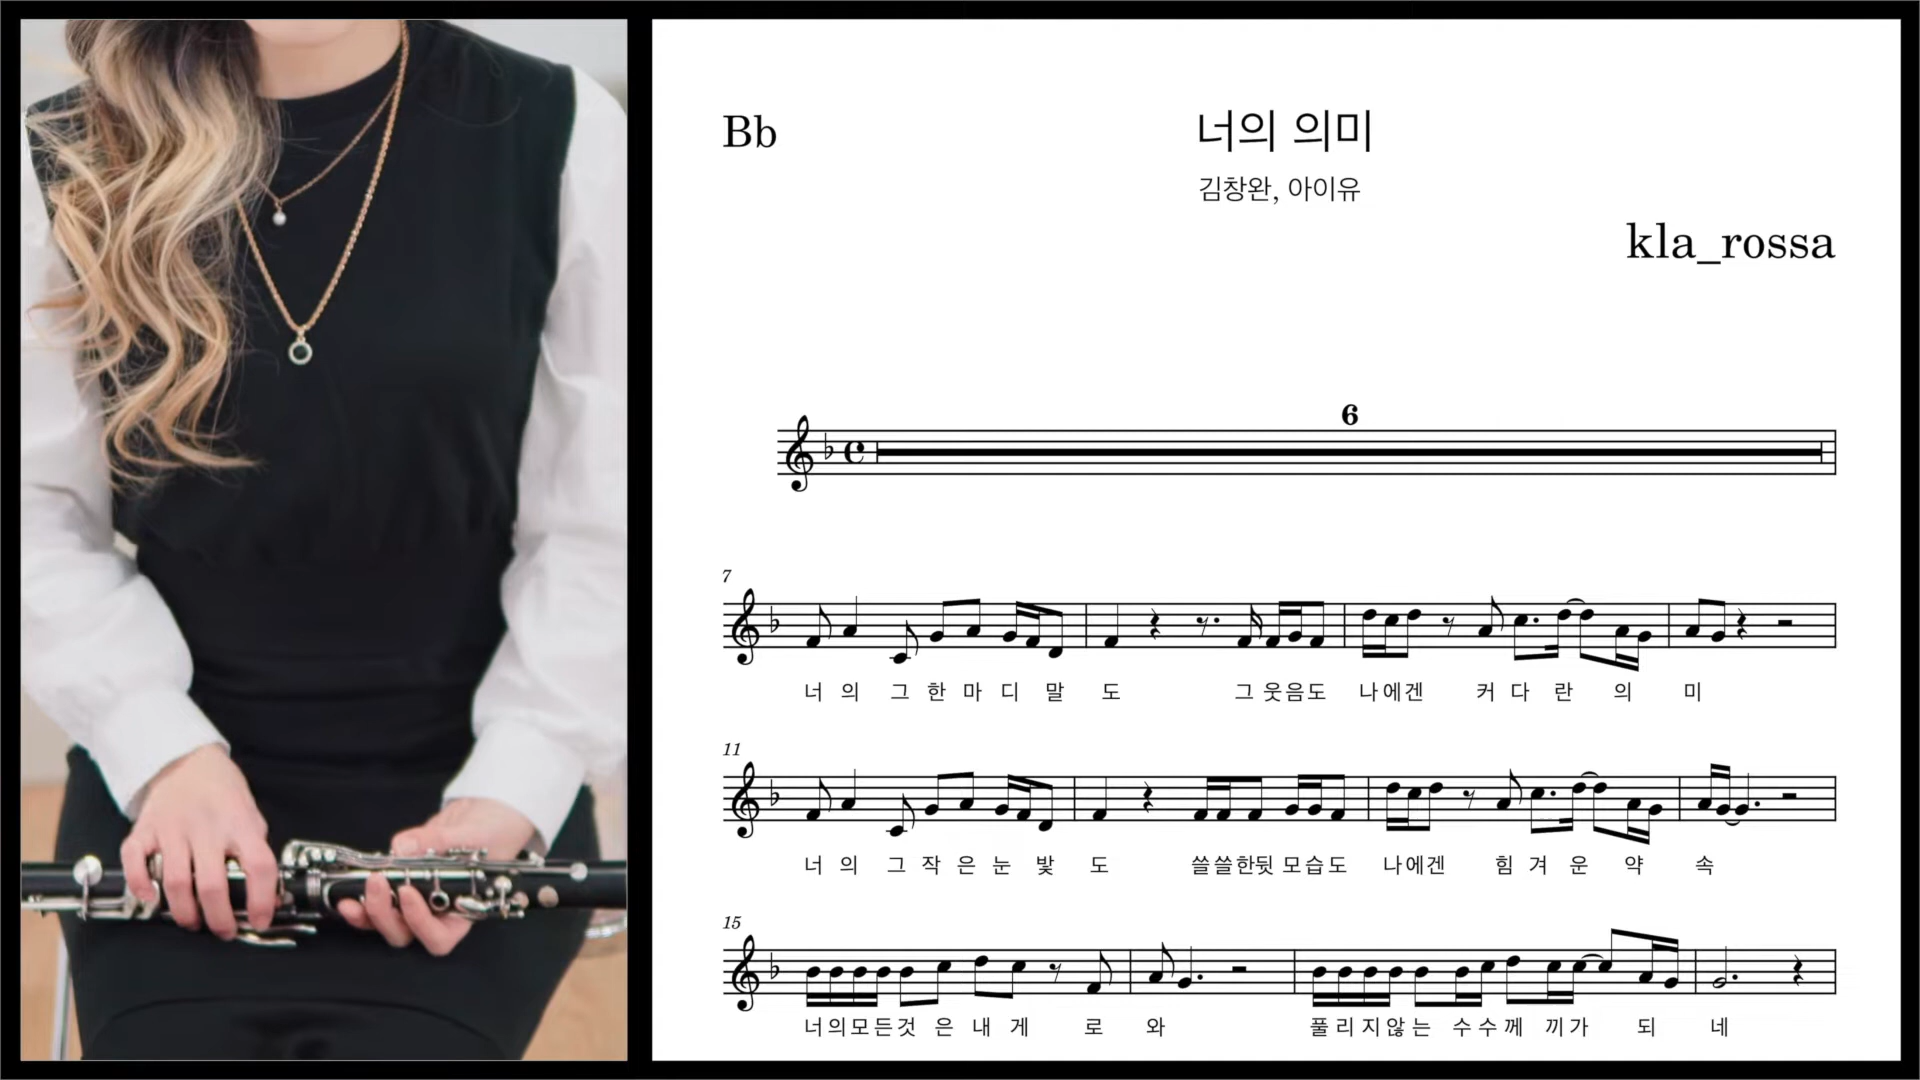 Bb
너의 의미
김창완, 아이유
kla_rossa
6
7
너 의 그 한 마 디 말 도 그 웃음도 나에겐 커 다 란 의 미
11
너 의 그 작 은 눈 빛 도 쓸쓸한뒷 모습도 나에겐 힘 겨 운 약 속
15
너의모든것 은 내 게 로 와 풀 리 지않 는 수수께 끼가 되 네